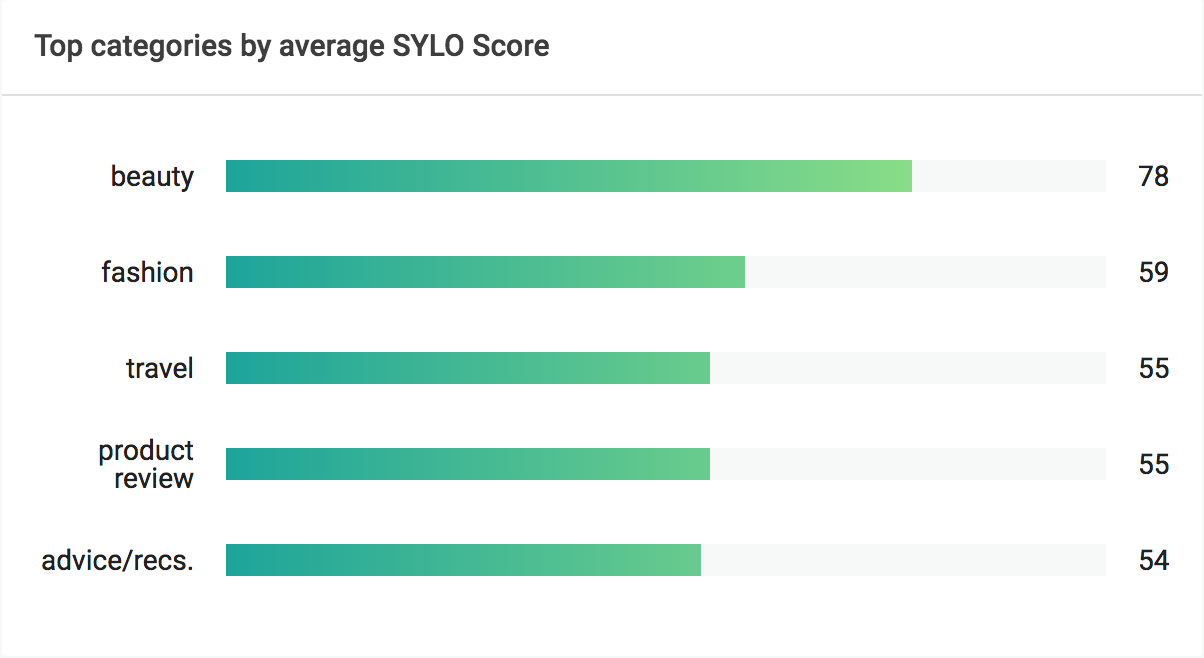 Top categories by average SYLO Score
beauty 78
fashion 59
travel 55
product
review 55
advice/recs. 54